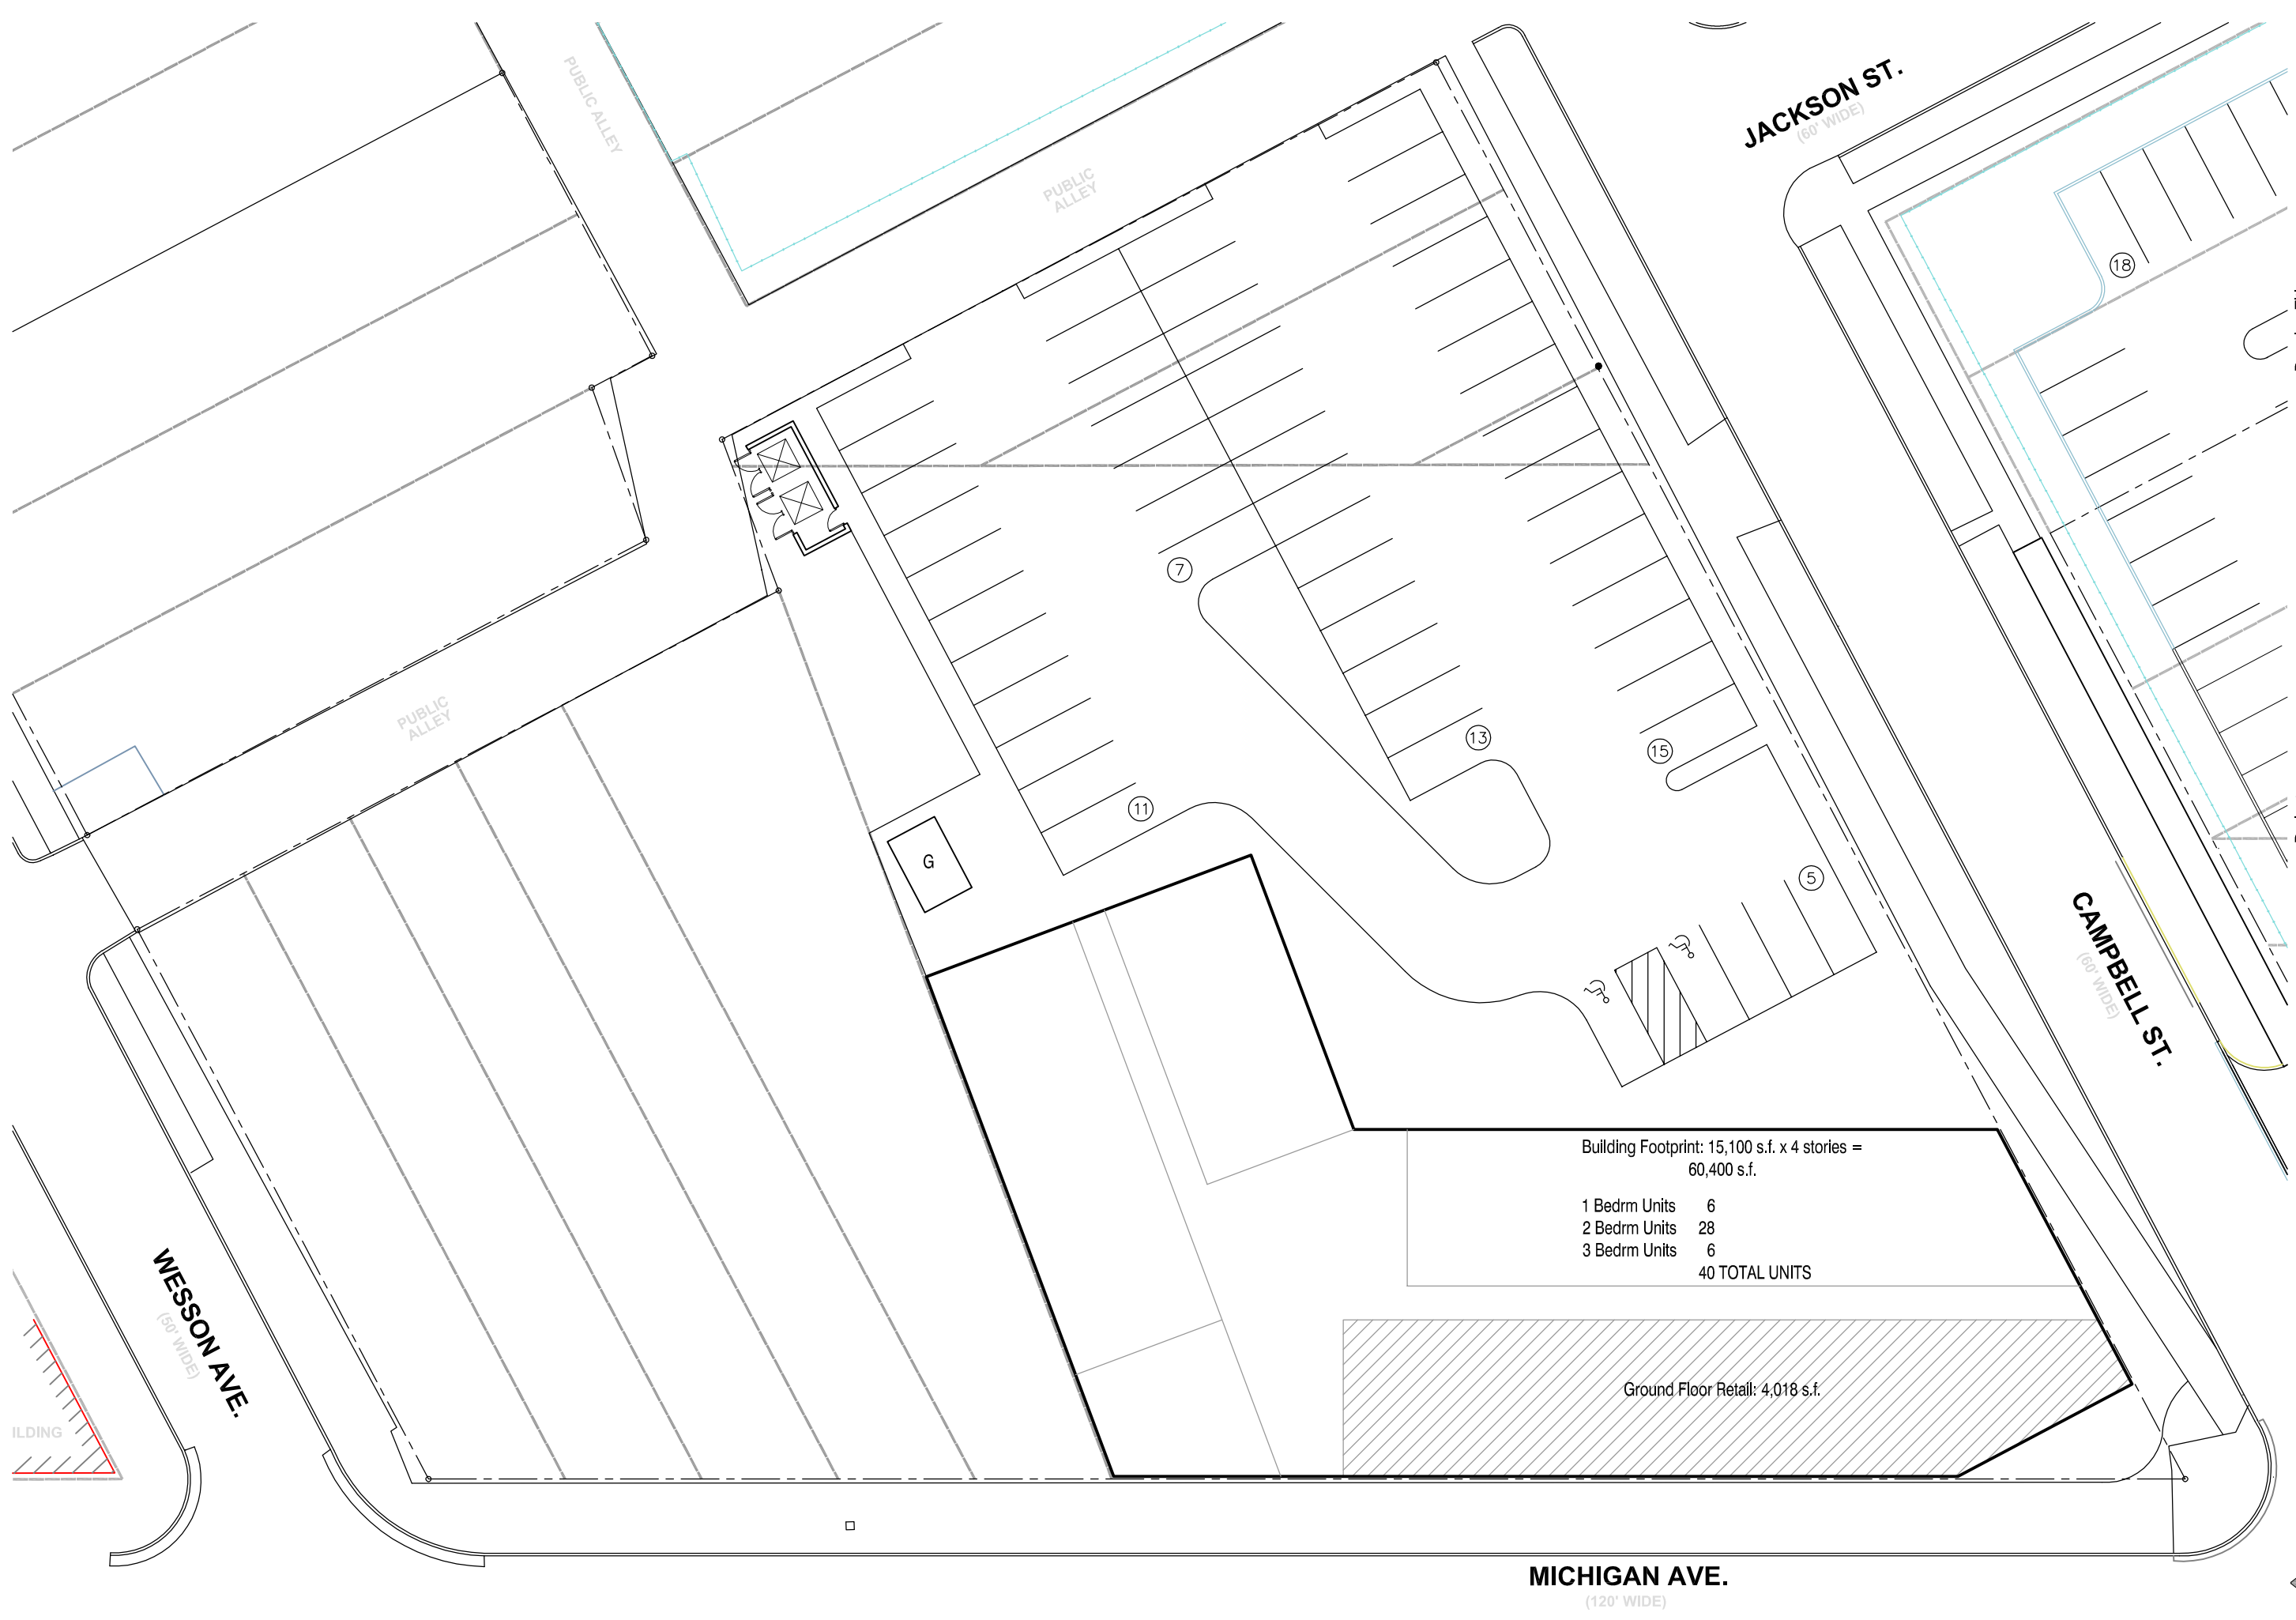 PUBLIC ALLEY
JACKSON ST.
(60' WIDE)
PUBLIC
ALLEY
18
7
PUBLIC
ALLEY
13
15
11
G
5
CAMPBELL ST.
(60' WIDE)
Building Footprint: 15,100 s.f. x 4 stories =
60,400 s.f.
1 Bedrm Units 6
2 Bedrm Units 28
3 Bedrm Units 6
40 TOTAL UNITS
WESSON AVE.
(50' WIDE)
Ground Floor Retail: 4,018 s.f.
ILDING
MICHIGAN AVE.
(120' WIDE)